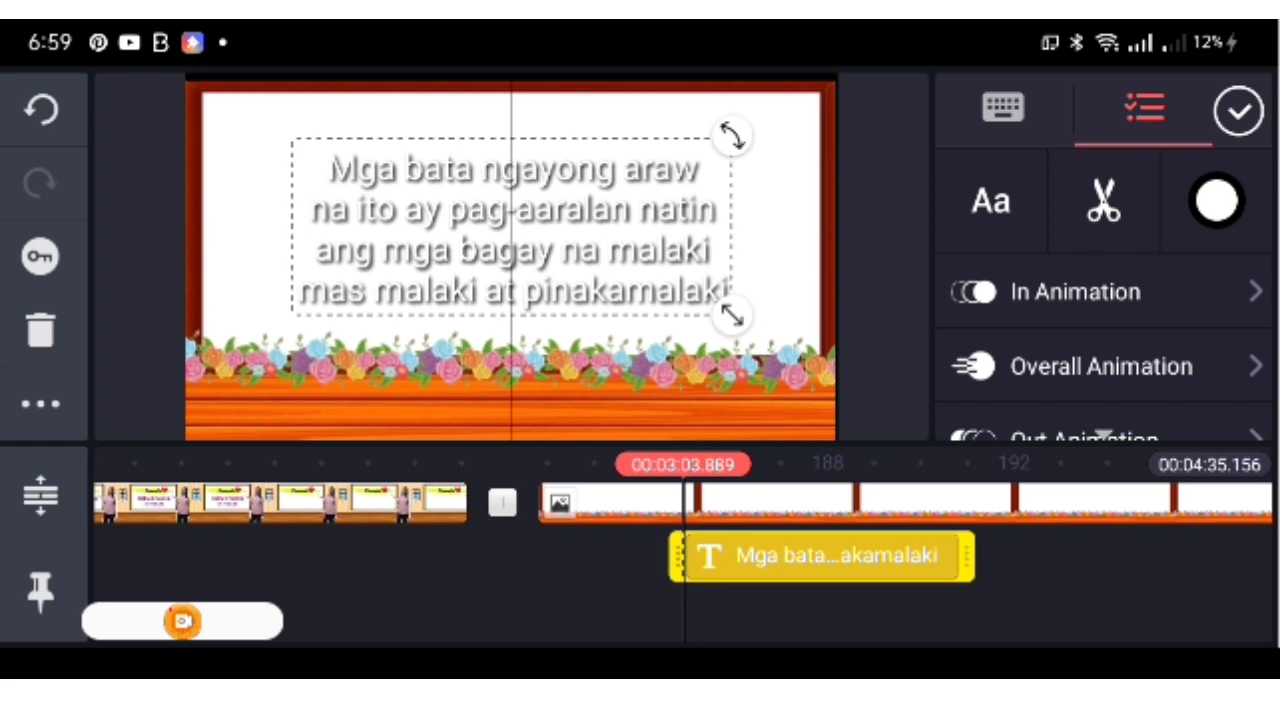 6:59
12%
Mga bata ngayong araw
na ito ay pag-aaralan natin
ang mga bagay na malaki
mas malaki at pinakamalaki
Aa
In Animation
Overall Animation
Out Animation
00:03:03.889
188
192
00:04:35.156
T Mga bata...akamalaki